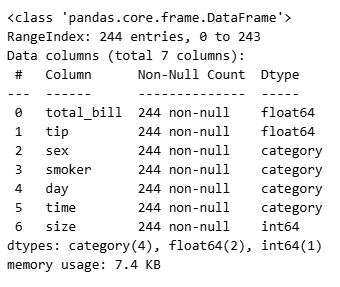 <class 'pandas.core.frame.DataFrame'>
RangeIndex: 244 entries, 0 to 243
Data columns (total 7 columns):
 #   Column      Non-Null Count  Dtype
---  ------      --------------  -----
 0   total_bill  244 non-null    float64
 1   tip         244 non-null    float64
 2   sex         244 non-null    category
 3   smoker      244 non-null    category
 4   day         244 non-null    category
 5   time        244 non-null    category
 6   size        244 non-null    int64
dtypes: category(4), float64(2), int64(1)
memory usage: 7.4 KB